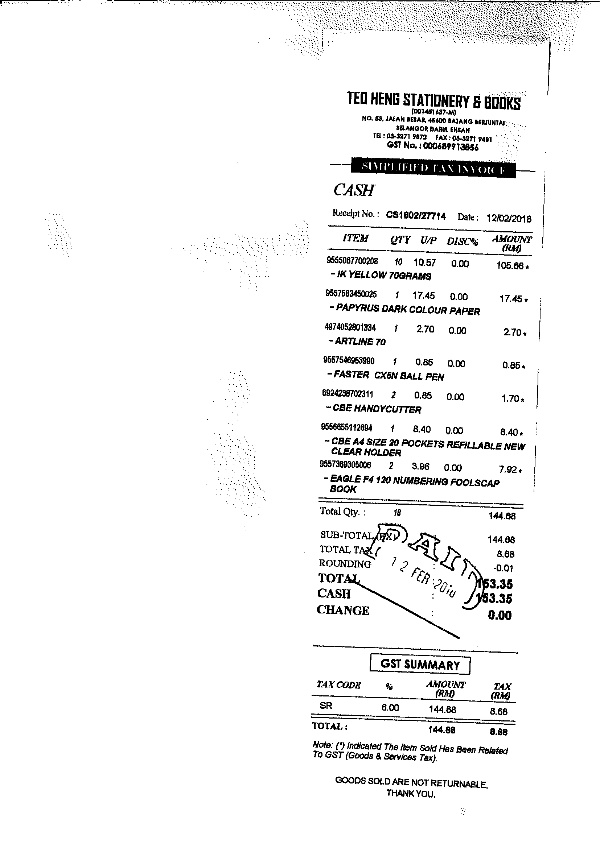 TEO HENG STATIONERY & BOOKS
(001451637-M)
NO. 53, JALAN BESAR, 45600 BATANG BERJUNTAI,
SELANGOR DARUL EHSAN
TEL : 03-3271 9872 FAX : 03-3271 9491
GST No. : 000689913856
SIMPLIFIED TAX INVOICE
CASH
Receipt No. : CS1802/27714 Date : 12/02/2018
ITEM QTY U/P DISC% AMOUNT
(RM)
9555087700208 10 10.57 0.00 105.66 *
- IK YELLOW 70GRAMS
9557583450025 1 17.45 0.00 17.45 *
- PAPYRUS DARK COLOUR PAPER
4974052801334 1 2.70 0.00 2.70 *
- ARTLINE 70
9557546953990 1 0.85 0.00 0.85 *
- FASTER CX5N BALL PEN
6924238702311 2 0.85 0.00 1.70 *
- CBE HANDYCUTTER
9556655112694 1 8.40 0.00 8.40 *
- CBE A4 SIZE 20 POCKETS REFILLABLE NEW
CLEAR HOLDER
9557369305006 2 3.96 0.00 7.92 *
- EAGLE F4 120 NUMBERING FOOLSCAP
BOOK
Total Qty. : 18 144.68
SUB-TOTAL (EX) 144.68
TOTAL TAX 8.68
ROUNDING -0.01
TOTAL 153.35
CASH 153.35
CHANGE 0.00
PAID
12 FEB 2018
GST SUMMARY
TAX CODE % AMOUNT TAX
(RM) (RM)
SR 6.00 144.68 8.68
TOTAL : 144.68 8.68
Note: (*) Indicated The Item Sold Has Been Related
To GST (Goods & Services Tax).
GOODS SOLD ARE NOT RETURNABLE,
THANK YOU.